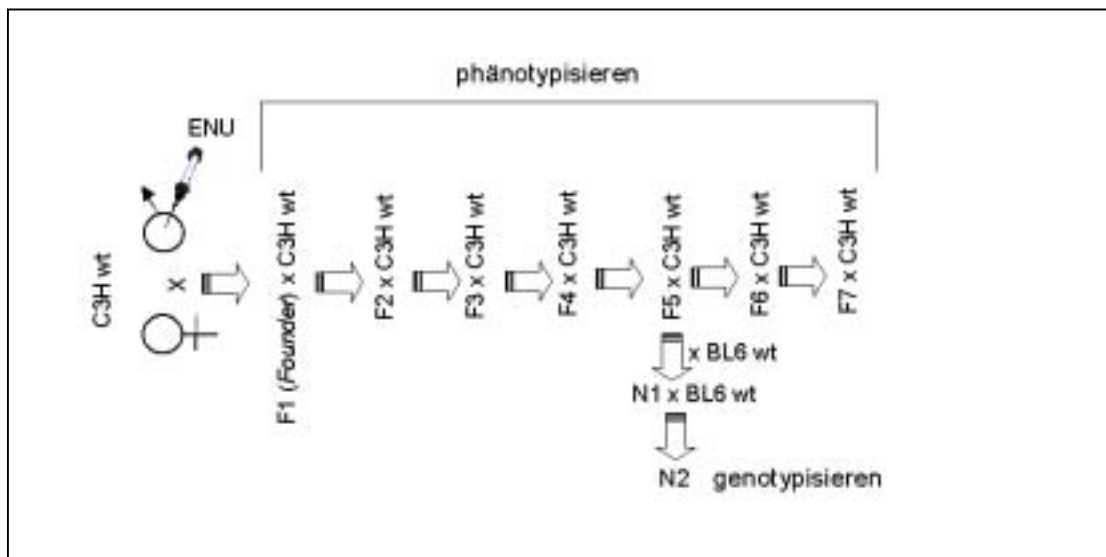 phänotypisieren
ENU
C3H wt
X
F1 (Founder) x C3H wt
F2 x C3H wt
F3 x C3H wt
F4 x C3H wt
F5 x C3H wt
F6 x C3H wt
F7 x C3H wt
x BL6 wt
N1 x BL6 wt
N2 genotypisieren